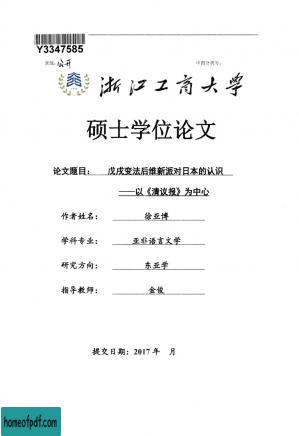 Y3347585
密级：公开
中图分类号：
浙江工商大学
硕士学位论文
论文题目： 戊戌变法后维新派对日本的认识
——以《清议报》为中心
作者姓名： 徐亚博
学科专业： 亚非语言文学
研究方向： 东亚学
指导教师： 金俊
提交日期：2017 年 月
homeofpdf.com